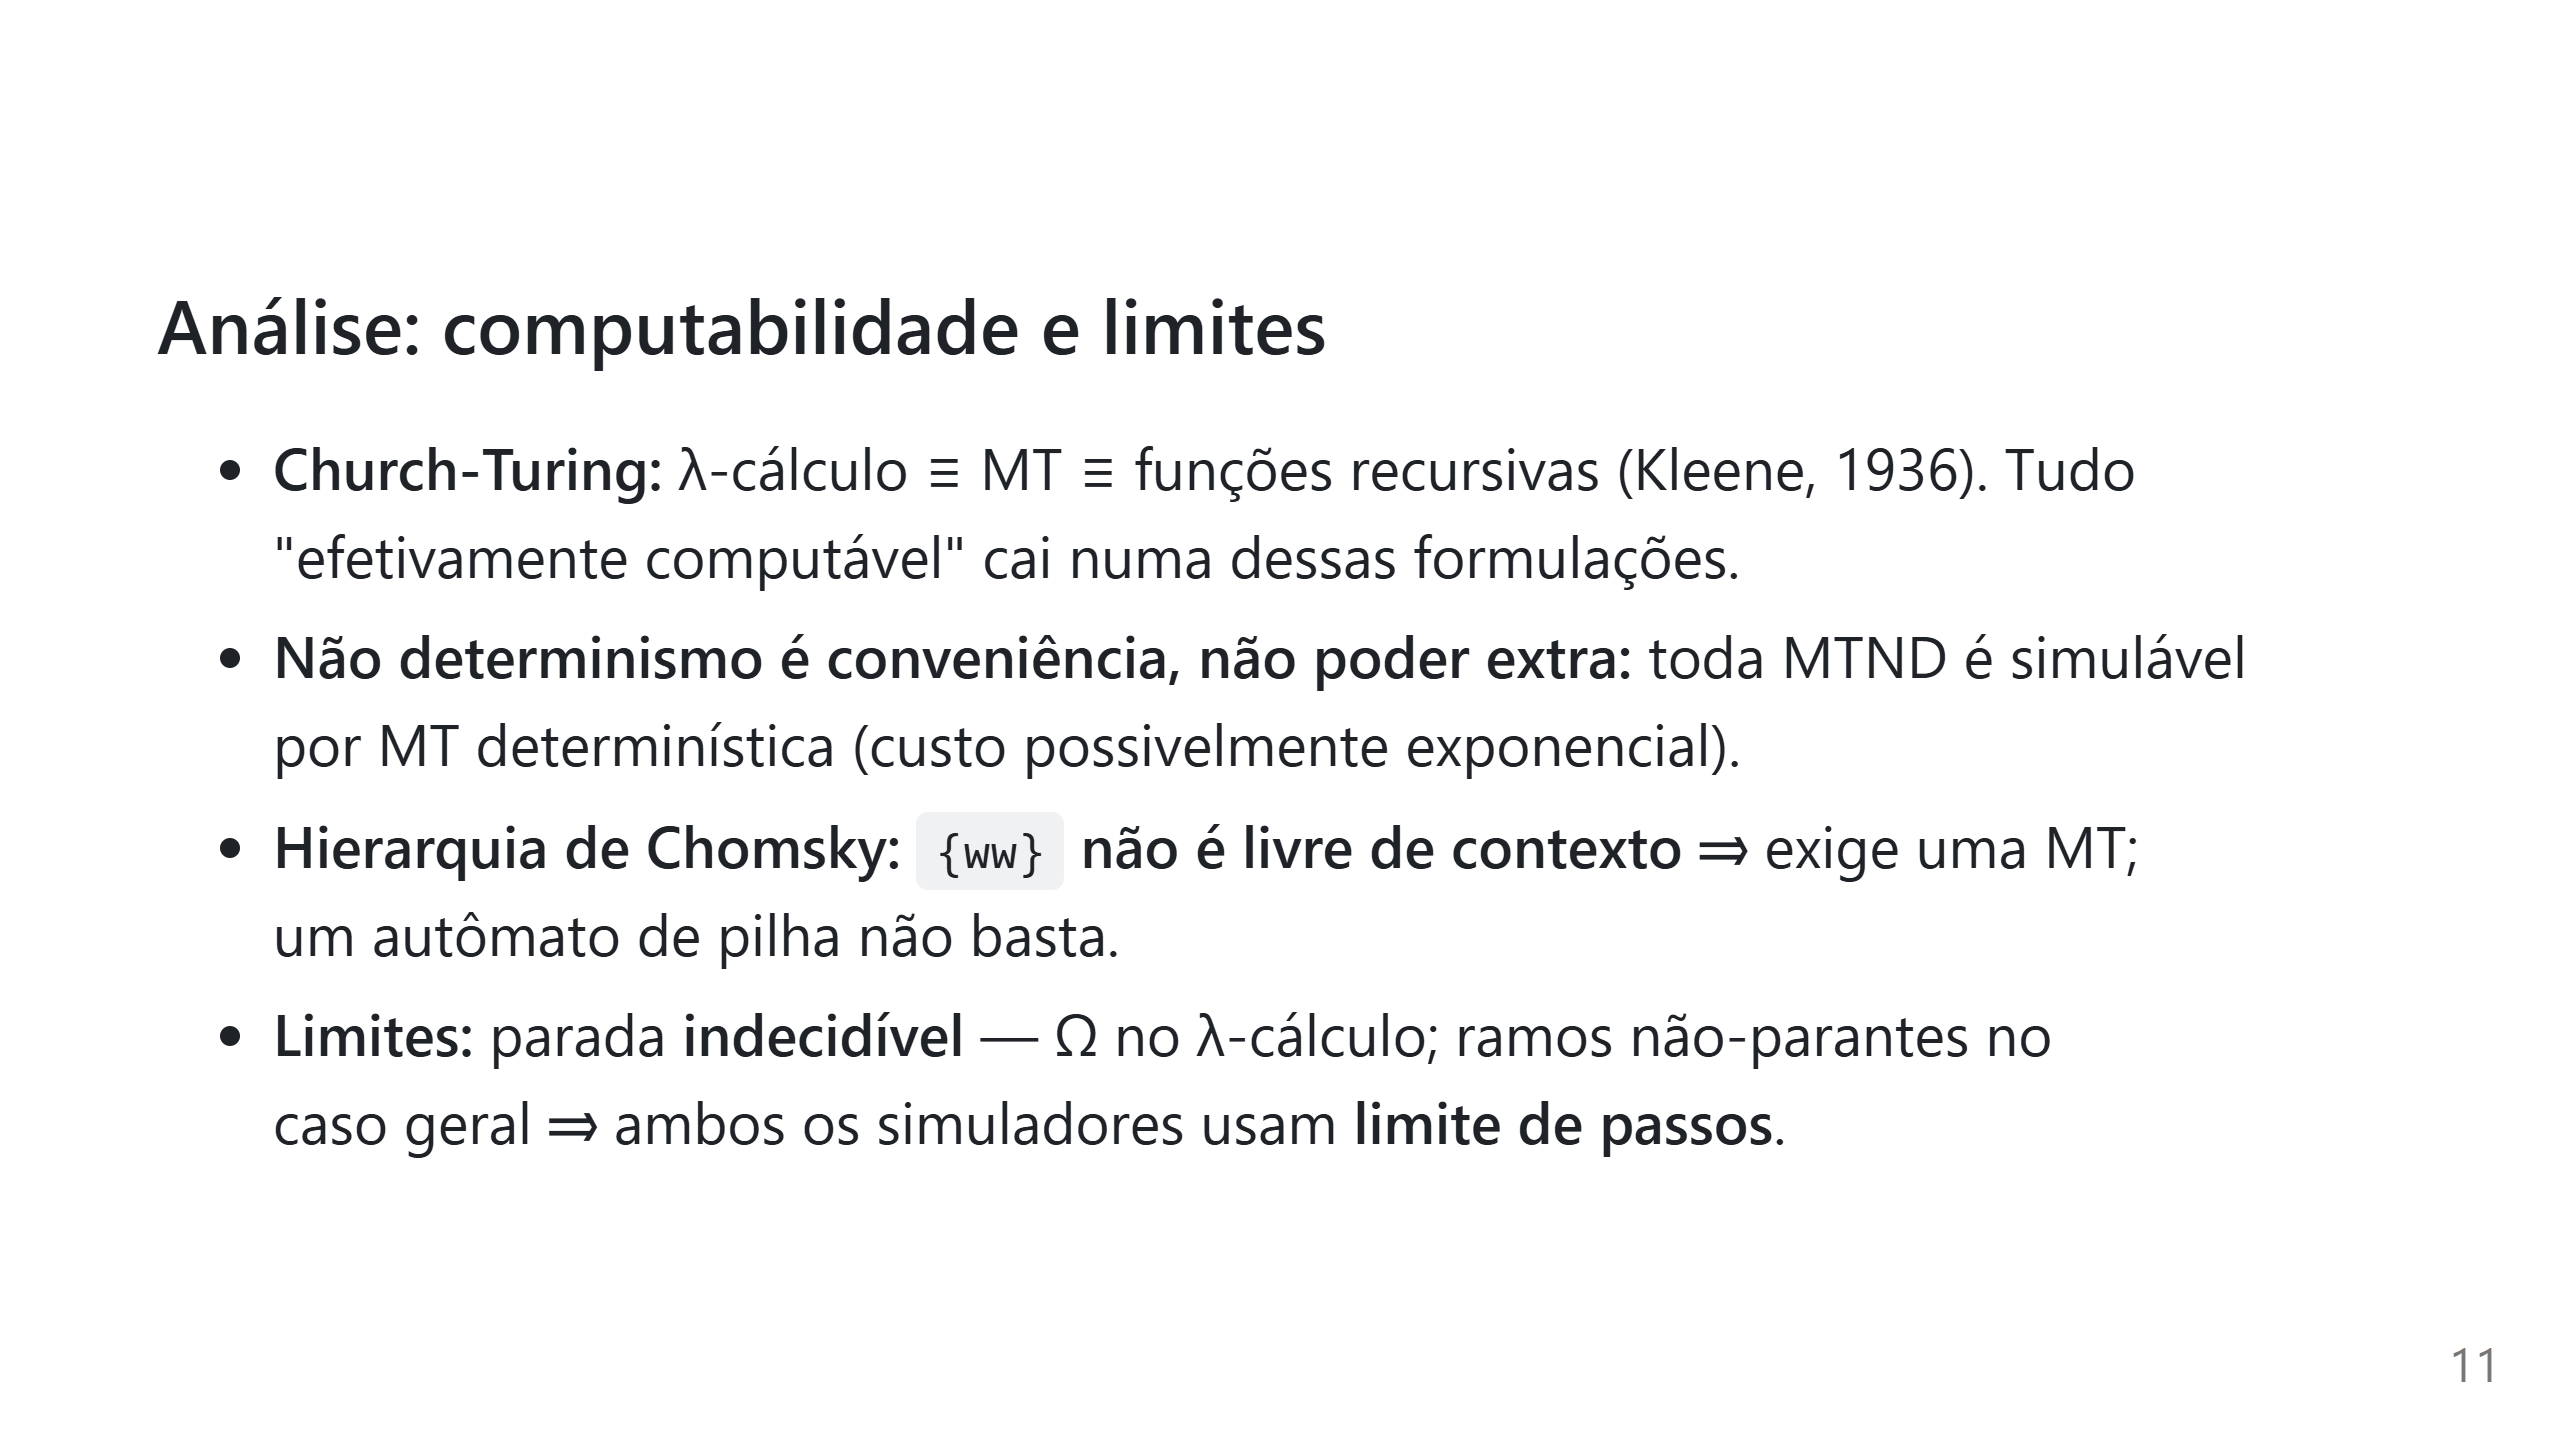 Análise: computabilidade e limites
• Church-Turing: λ-cálculo ≡ MT ≡ funções recursivas (Kleene, 1936). Tudo
"efetivamente computável" cai numa dessas formulações.
• Não determinismo é conveniência, não poder extra: toda MTND é simulável
por MT determinística (custo possivelmente exponencial).
• Hierarquia de Chomsky: {ww} não é livre de contexto ⇒ exige uma MT;
um autômato de pilha não basta.
• Limites: parada indecidível — Ω no λ-cálculo; ramos não-parantes no
caso geral ⇒ ambos os simuladores usam limite de passos.
11